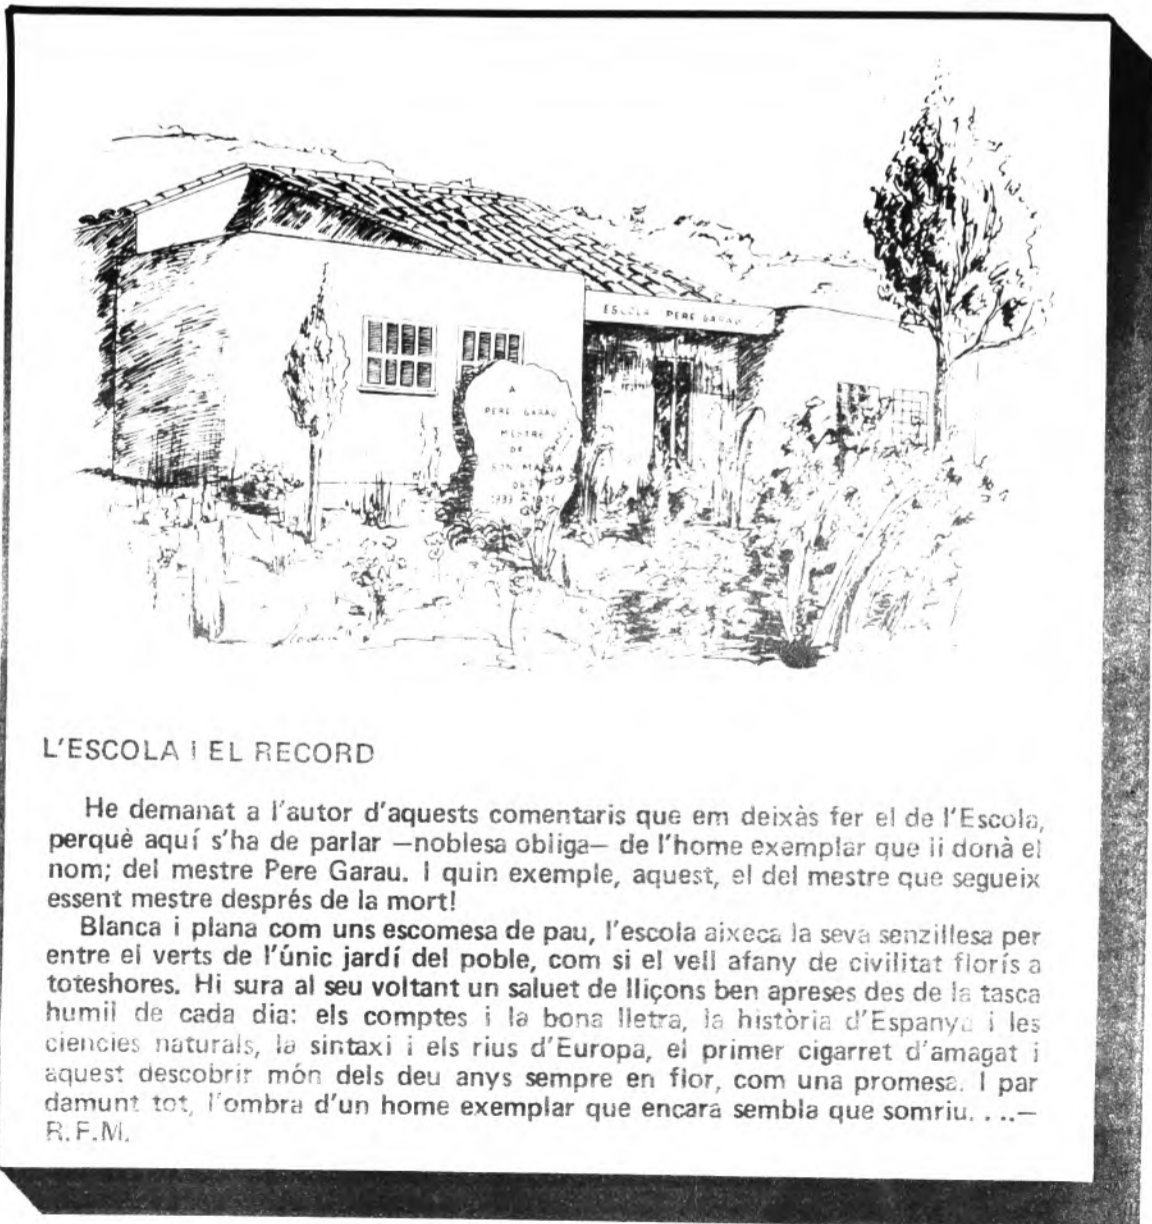 ESCOLA PERE GARAU
A
PERE GARAU
MESTRE
DE
SON MACIA
DE
L'ESCOLA i EL RECORD
He demanat a l'autor d'aquests comentaris que em deixàs fer el de l'Escola,
perquè aquí s'ha de parlar —noblesa obliga— de l'home exemplar que li donà el
nom; del mestre Pere Garau. I quin exemple, aquest, el del mestre que segueix
essent mestre després de la mort!
Blanca i plana com uns escomesa de pau, l'escola aixeca la seva senzillesa per
entre el verts de l'únic jardí del poble, com si el vell afany de civilitat florís a
toteshores. Hi sura al seu voltant un saluet de lliçons ben apreses des de la tasca
humil de cada dia: els comptes i la bona lletra, la història d'Espanya i les
ciencies naturals, la sintaxi i els rius d'Europa, el primer cigarret d'amagat i
aquest descobrir món dels deu anys sempre en flor, com una promesa. I par
damunt tot, l'ombra d'un home exemplar que encara sembla que somriu. . ..—
R.F.M.